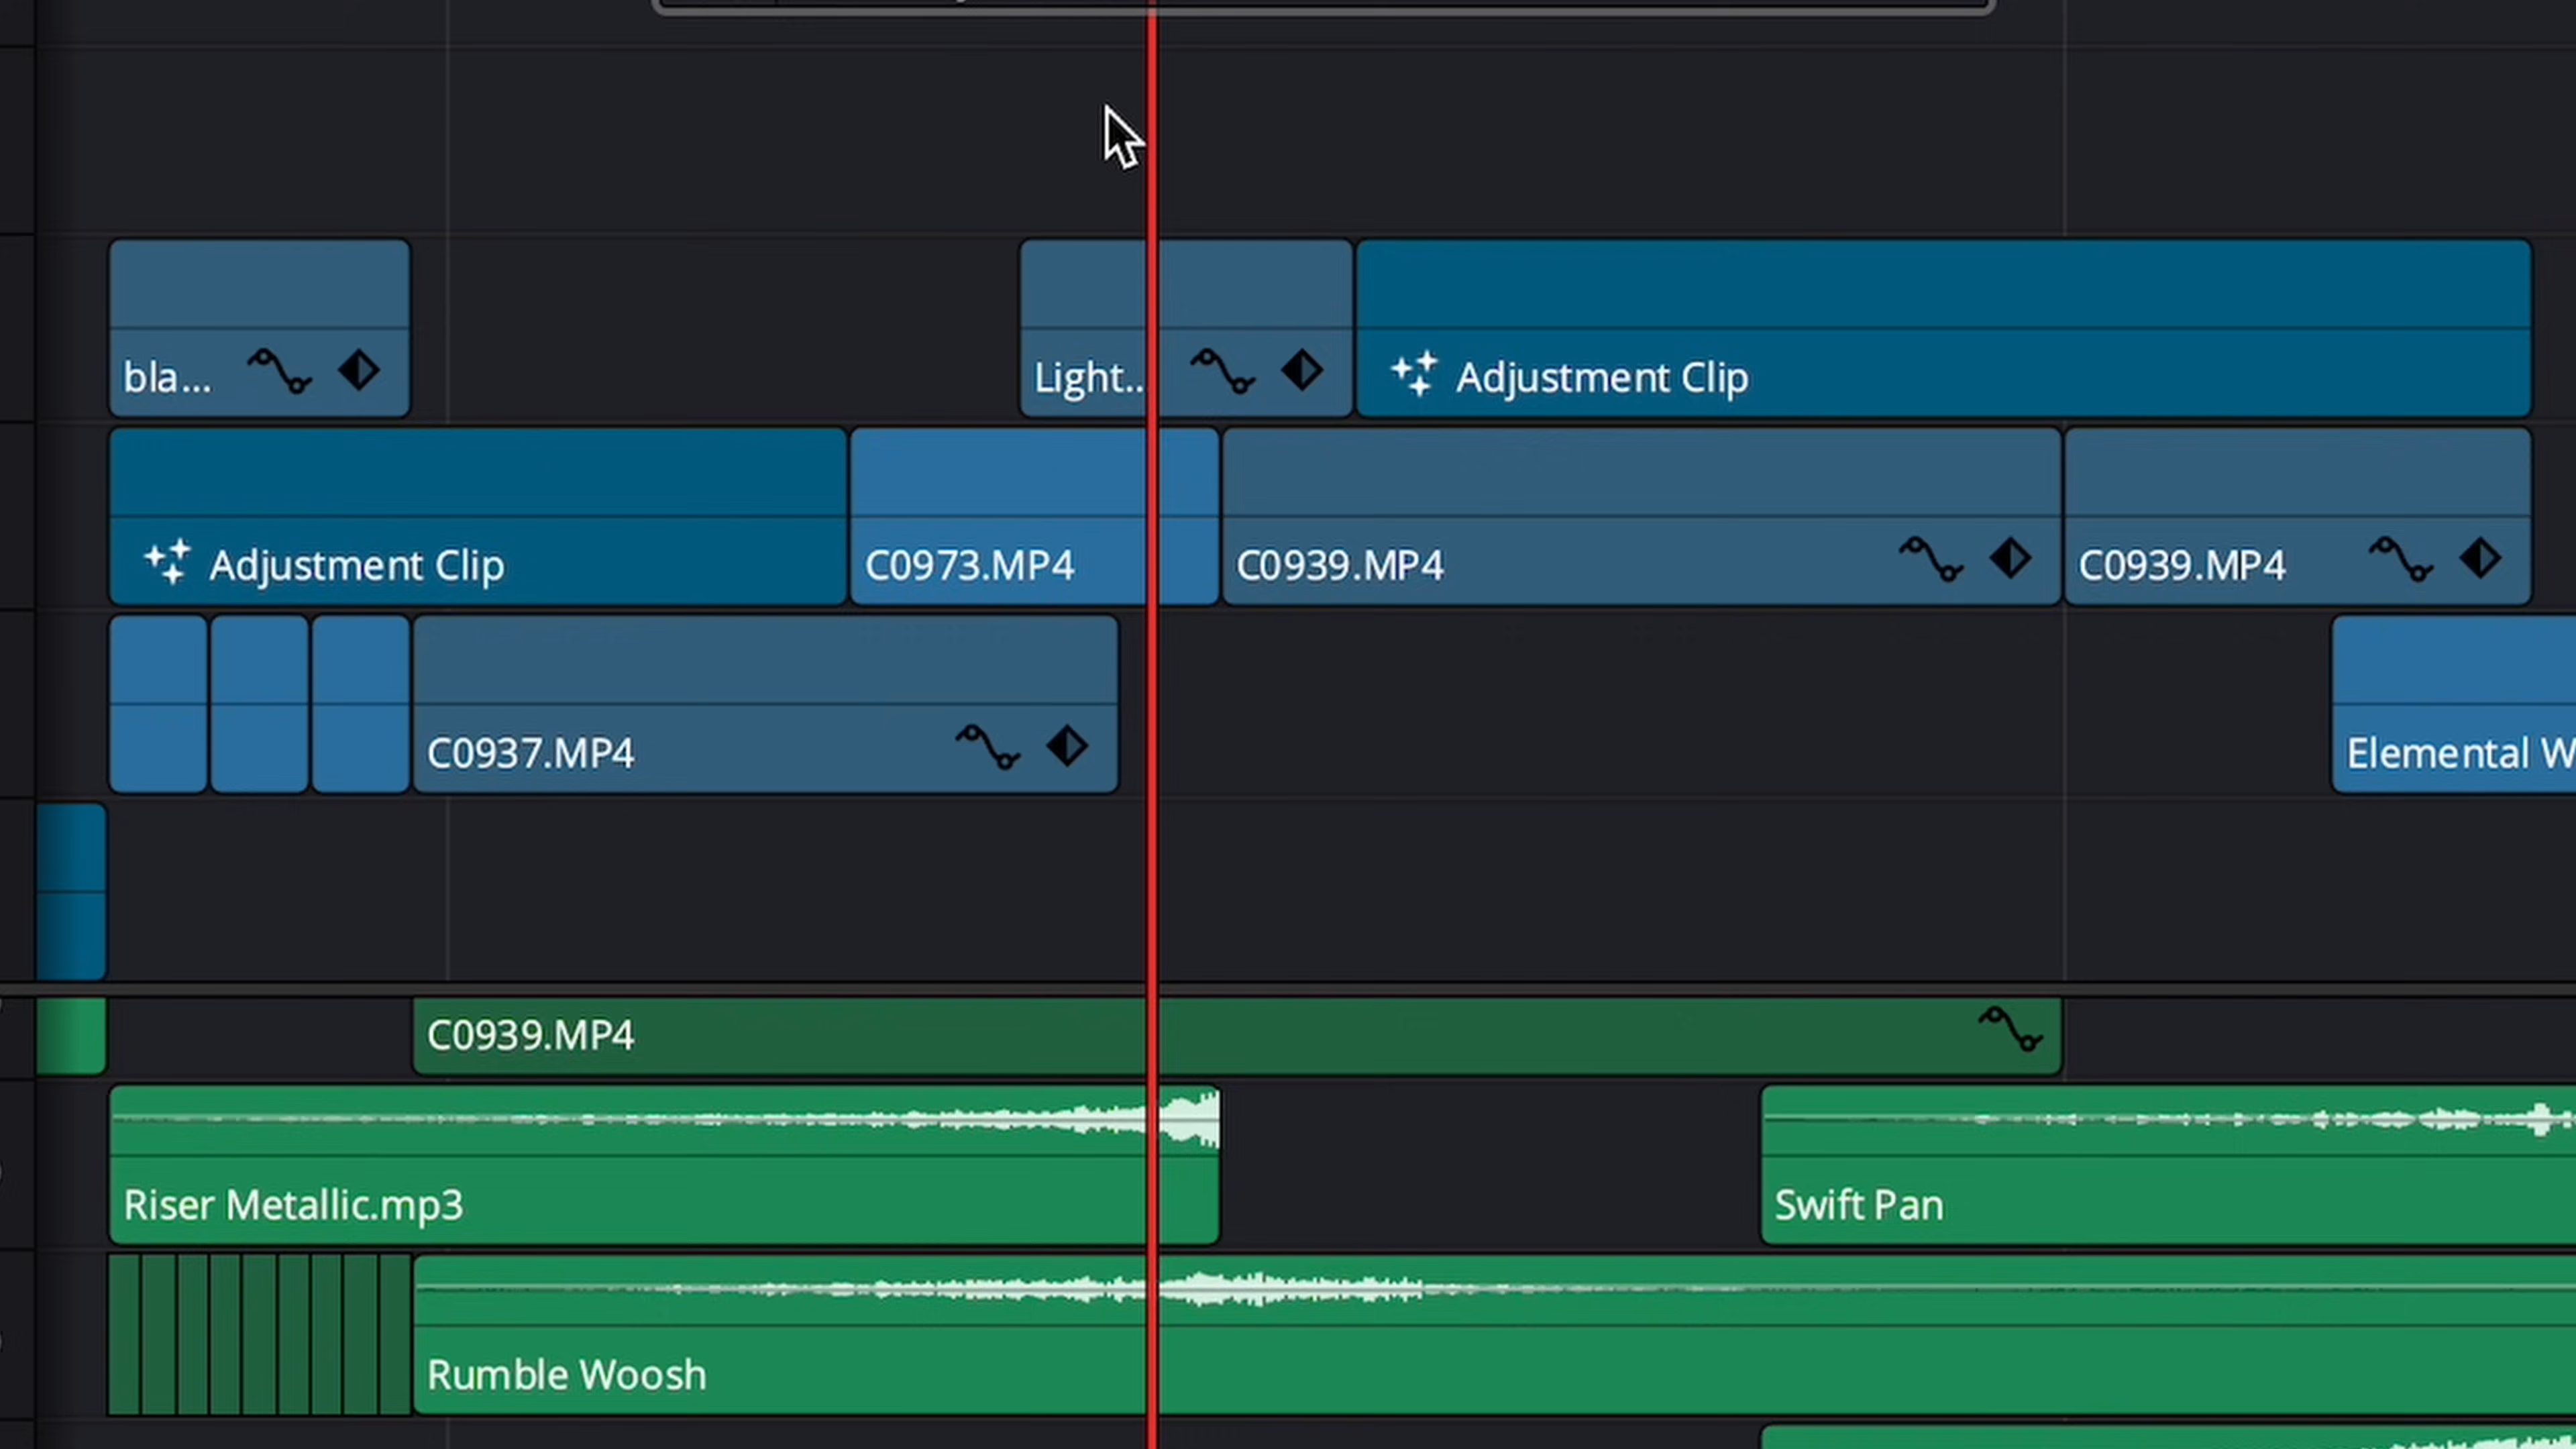 bla...
Light..
Adjustment Clip
Adjustment Clip
C0973.MP4
C0939.MP4
C0939.MP4
C0937.MP4
Elemental W
C0939.MP4
Riser Metallic.mp3
Swift Pan
Rumble Woosh